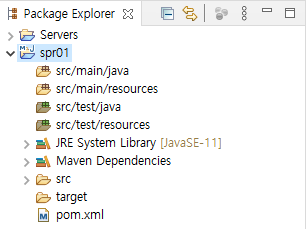 Package Explorer
Servers
spr01
src/main/java
src/main/resources
src/test/java
src/test/resources
JRE System Library [JavaSE-11]
Maven Dependencies
src
target
pom.xml